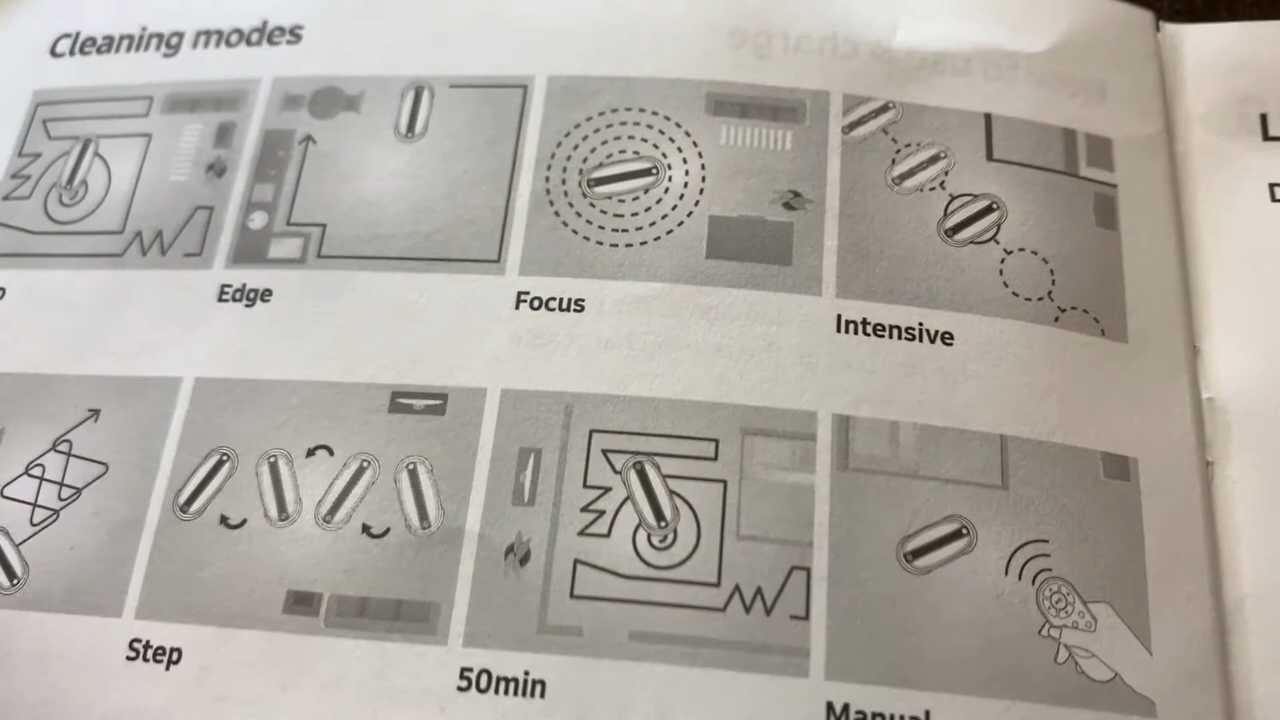 Cleaning modes
Edge
Focus
Intensive
Step
50min
Manual